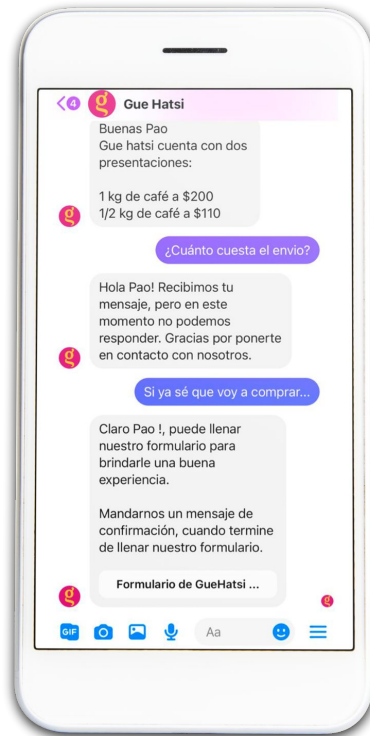 4
g Gue Hatsi
Buenas Pao
Gue hatsi cuenta con dos
presentaciones:
1 kg de café a $200
1/2 kg de café a $110
g
¿Cuánto cuesta el envio?
Hola Pao! Recibimos tu
mensaje, pero en este
momento no podemos
responder. Gracias por ponerte
en contacto con nosotros.
g
Si ya sé que voy a comprar...
Claro Pao !, puede llenar
nuestro formulario para
brindarle una buena
experiencia.
Mandarnos un mensaje de
confirmación, cuando termine
de llenar nuestro formulario.
Formulario de GueHatsi ...
g
g
GIF
Aa